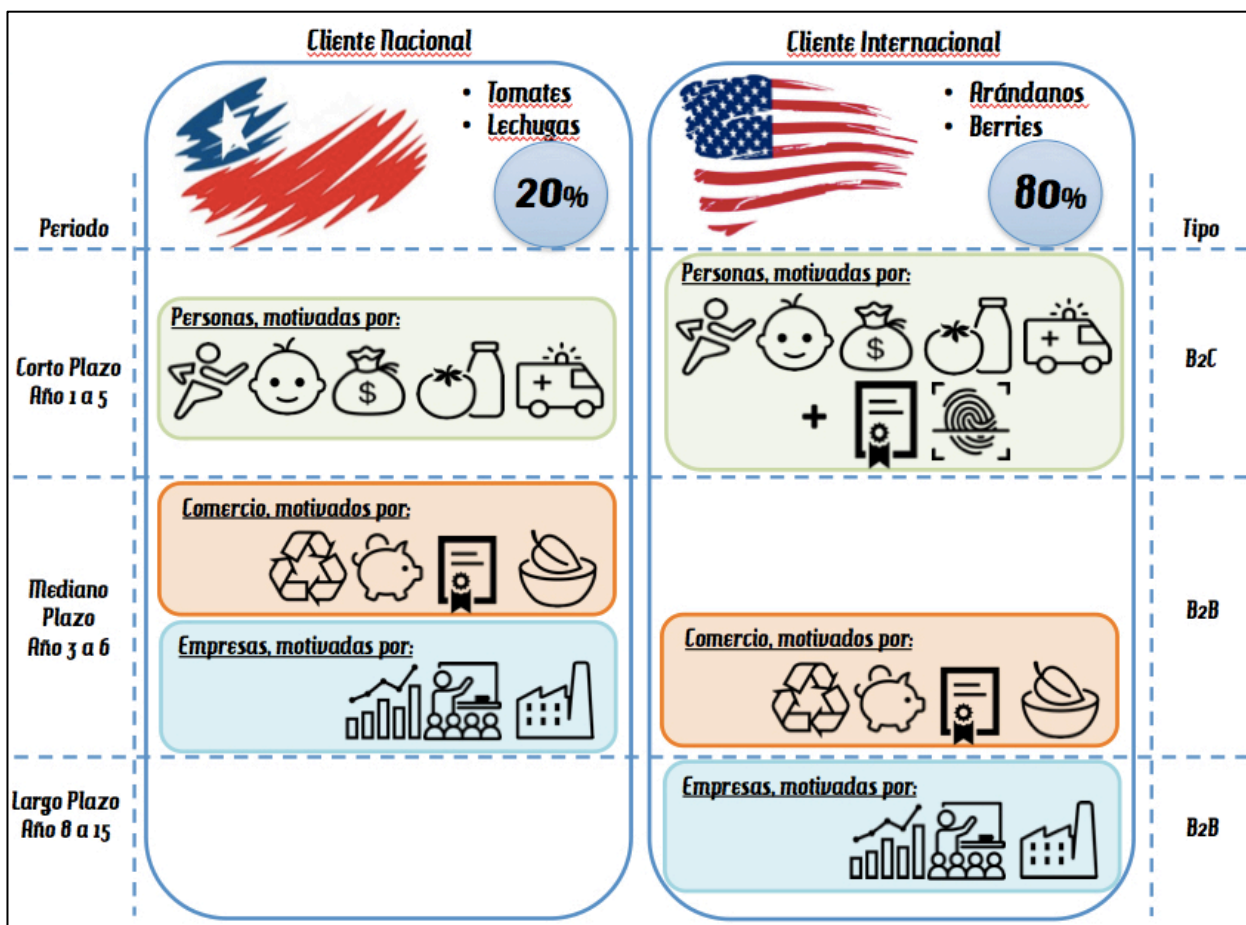 Cliente Nacional
Cliente Internacional
• Tomates
• Lechugas
20%
• Arándanos
• Berries
80%
Periodo
Tipo
Corto Plazo
Año 1 a 5
Personas, motivadas por:
$
Personas, motivadas por:
$
+
B2C
Mediano
Plazo
Año 3 a 6
Comercio, motivados por:
Empresas, motivadas por:
Comercio, motivados por:
B2B
Largo Plazo
Año 8 a 15
Empresas, motivadas por:
B2B